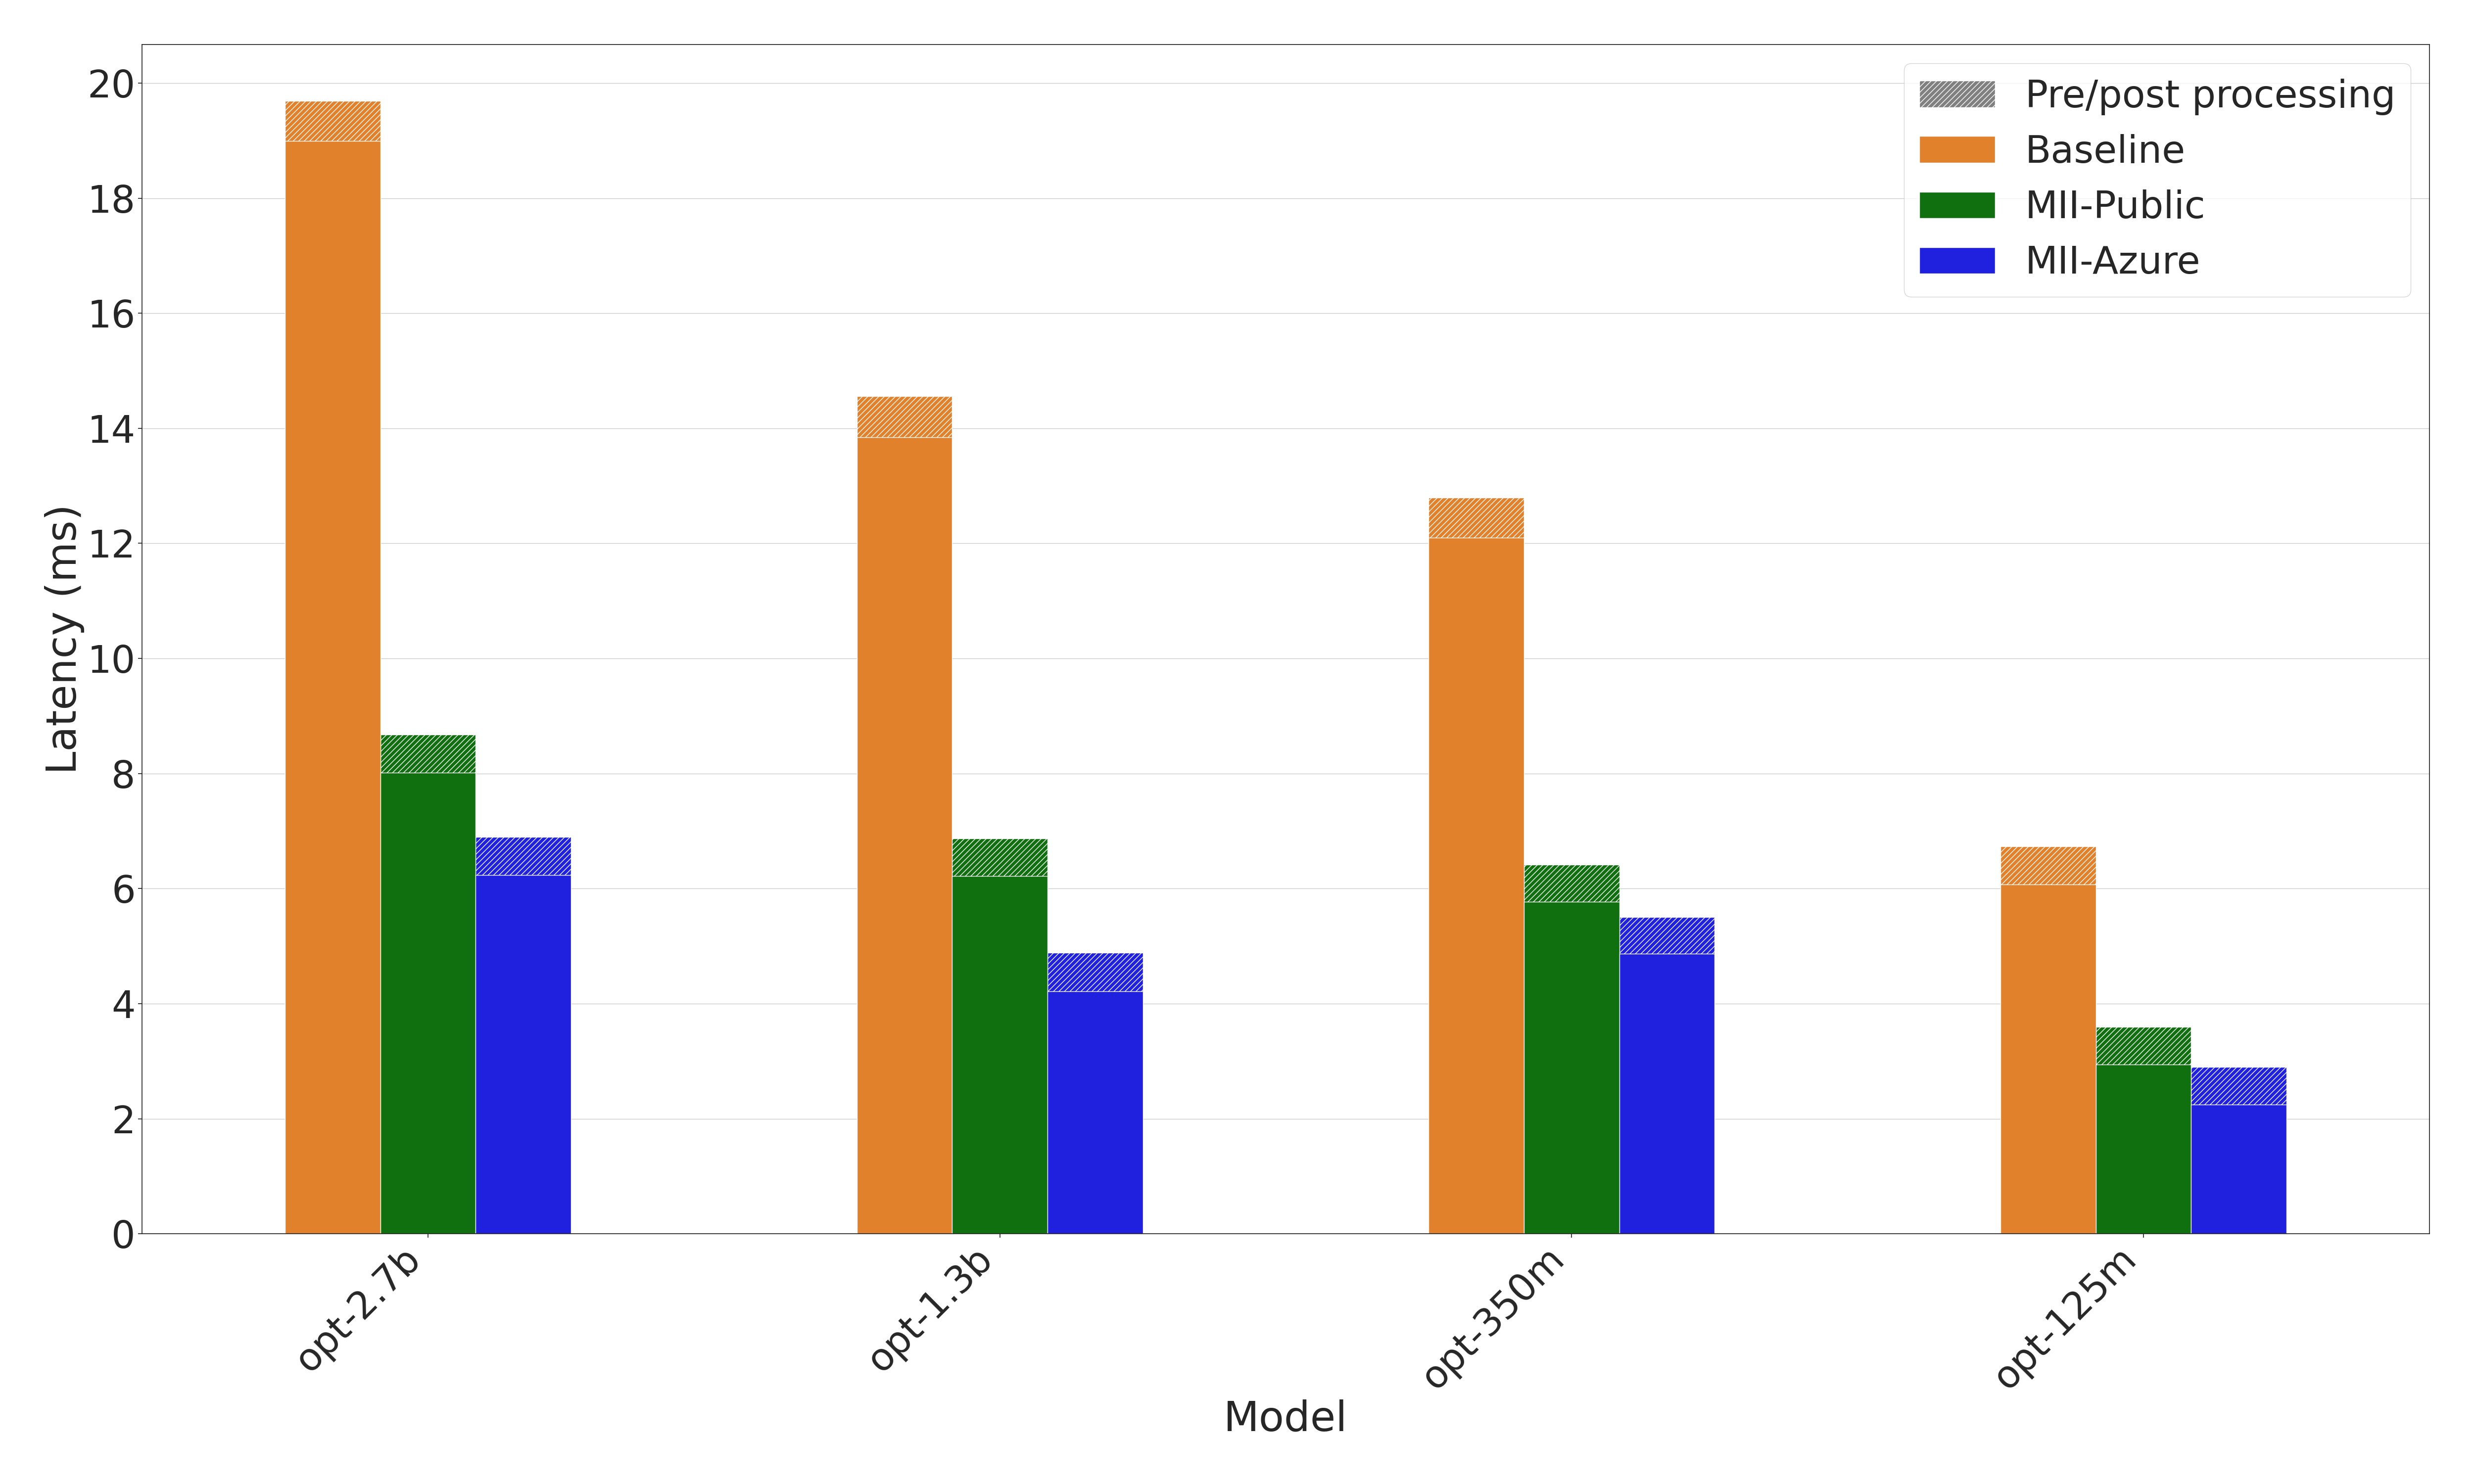 20
18
16
14
12
10
8
6
4
2
0
Latency (ms)
Pre/post processing
Baseline
MII-Public
MII-Azure
opt-2.7b
opt-1.3b
opt-350m
opt-125m
Model